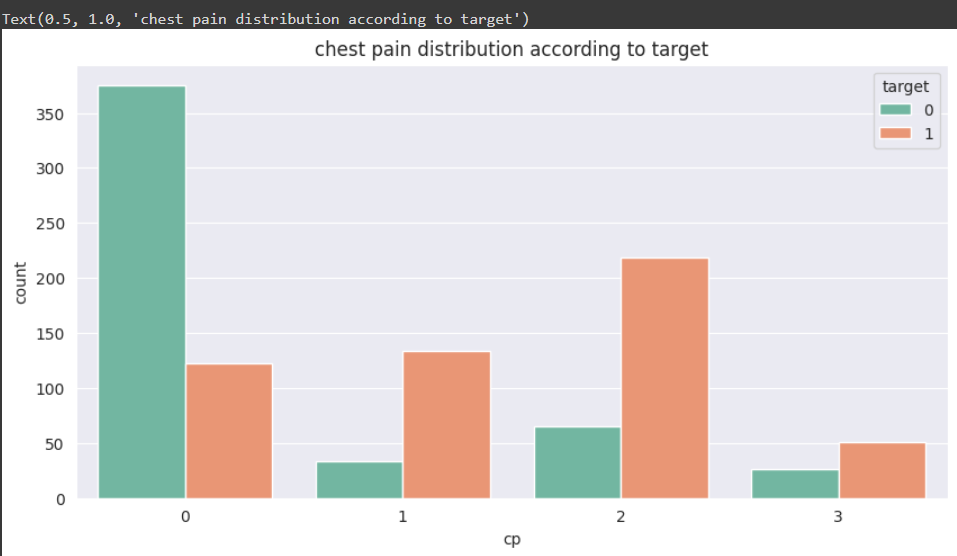 Text(0.5, 1.0, 'chest pain distribution according to target')
chest pain distribution according to target
target
0
1
350
300
250
200
150
100
50
0
count
0 1 2 3
cp